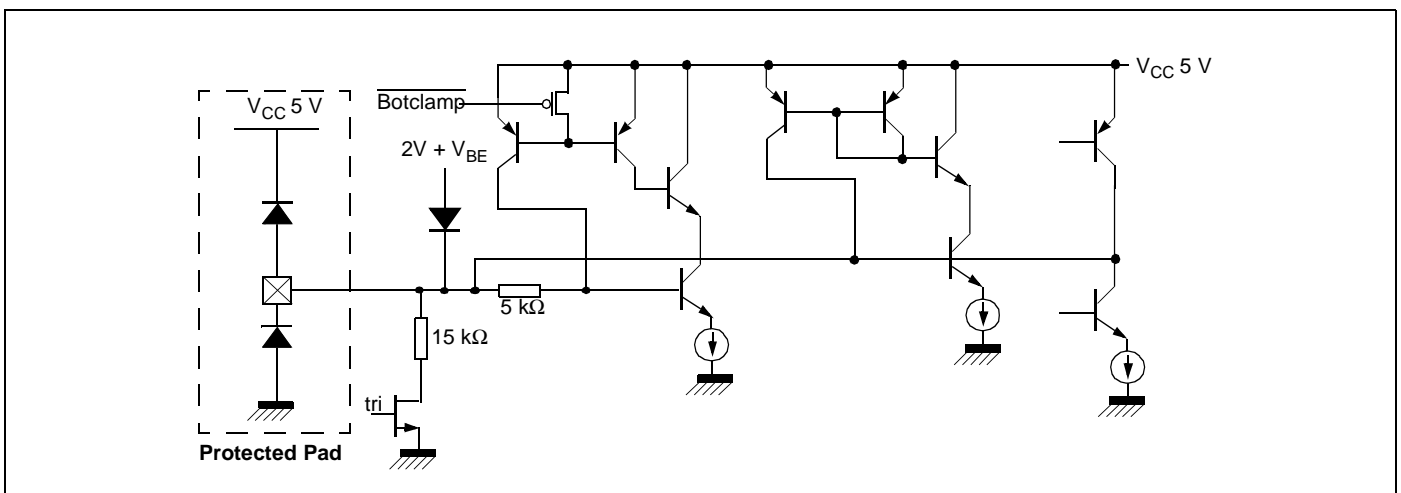 V_CC 5 V
V_CC 5 V
Botclamp
2V + V_BE
5 kΩ
15 kΩ
tri
Protected Pad